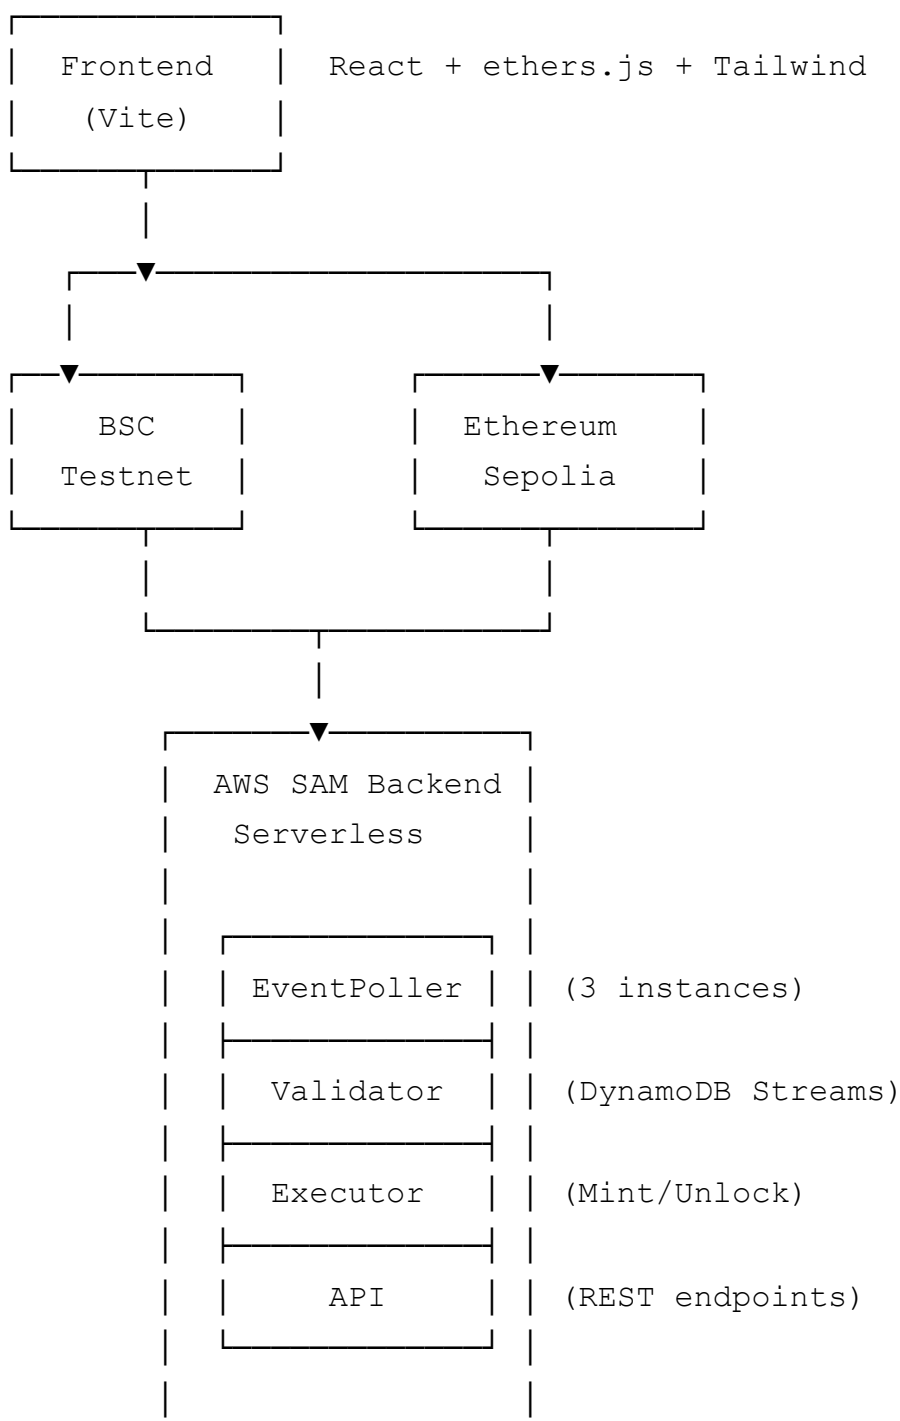 Frontend React + ethers.js + Tailwind
(Vite)
BSC Ethereum
Testnet Sepolia
AWS SAM Backend
Serverless
EventPoller (3 instances)
Validator (DynamoDB Streams)
Executor (Mint/Unlock)
API (REST endpoints)